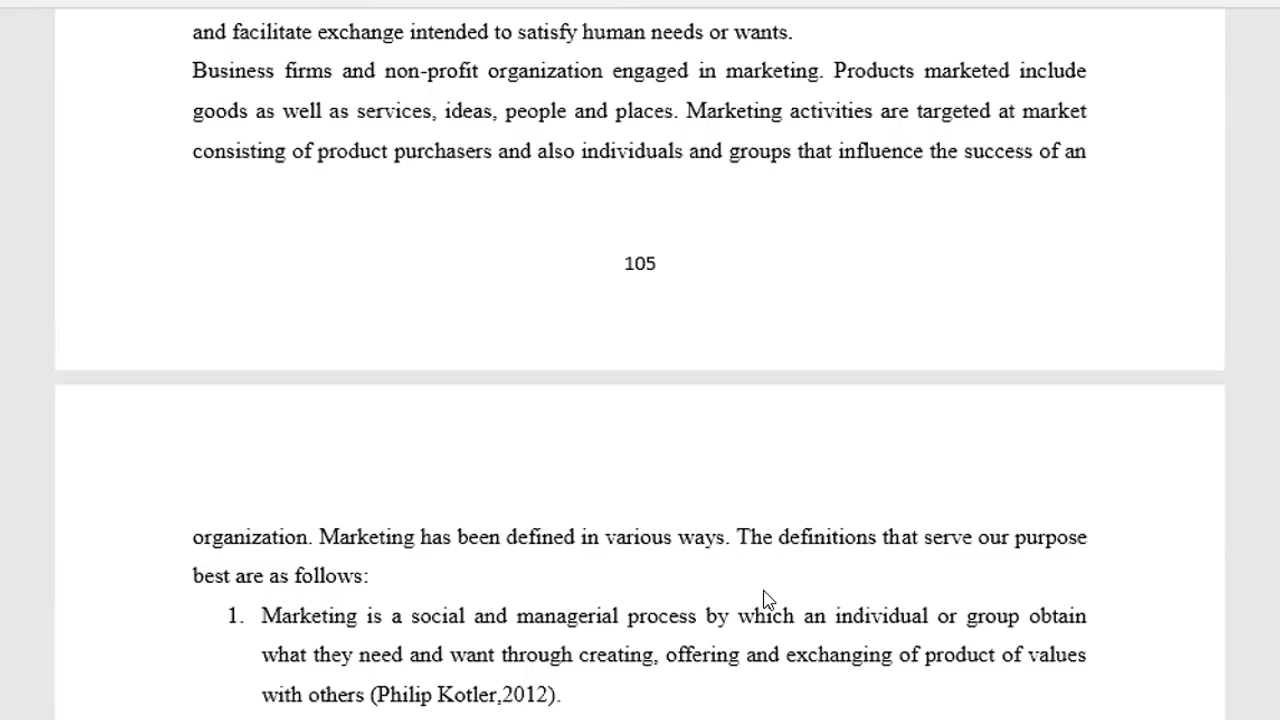 and facilitate exchange intended to satisfy human needs or wants.
Business firms and non-profit organization engaged in marketing. Products marketed include
goods as well as services, ideas, people and places. Marketing activities are targeted at market
consisting of product purchasers and also individuals and groups that influence the success of an
105
organization. Marketing has been defined in various ways. The definitions that serve our purpose
best are as follows:
1. Marketing is a social and managerial process by which an individual or group obtain
what they need and want through creating, offering and exchanging of product of values
with others (Philip Kotler,2012).